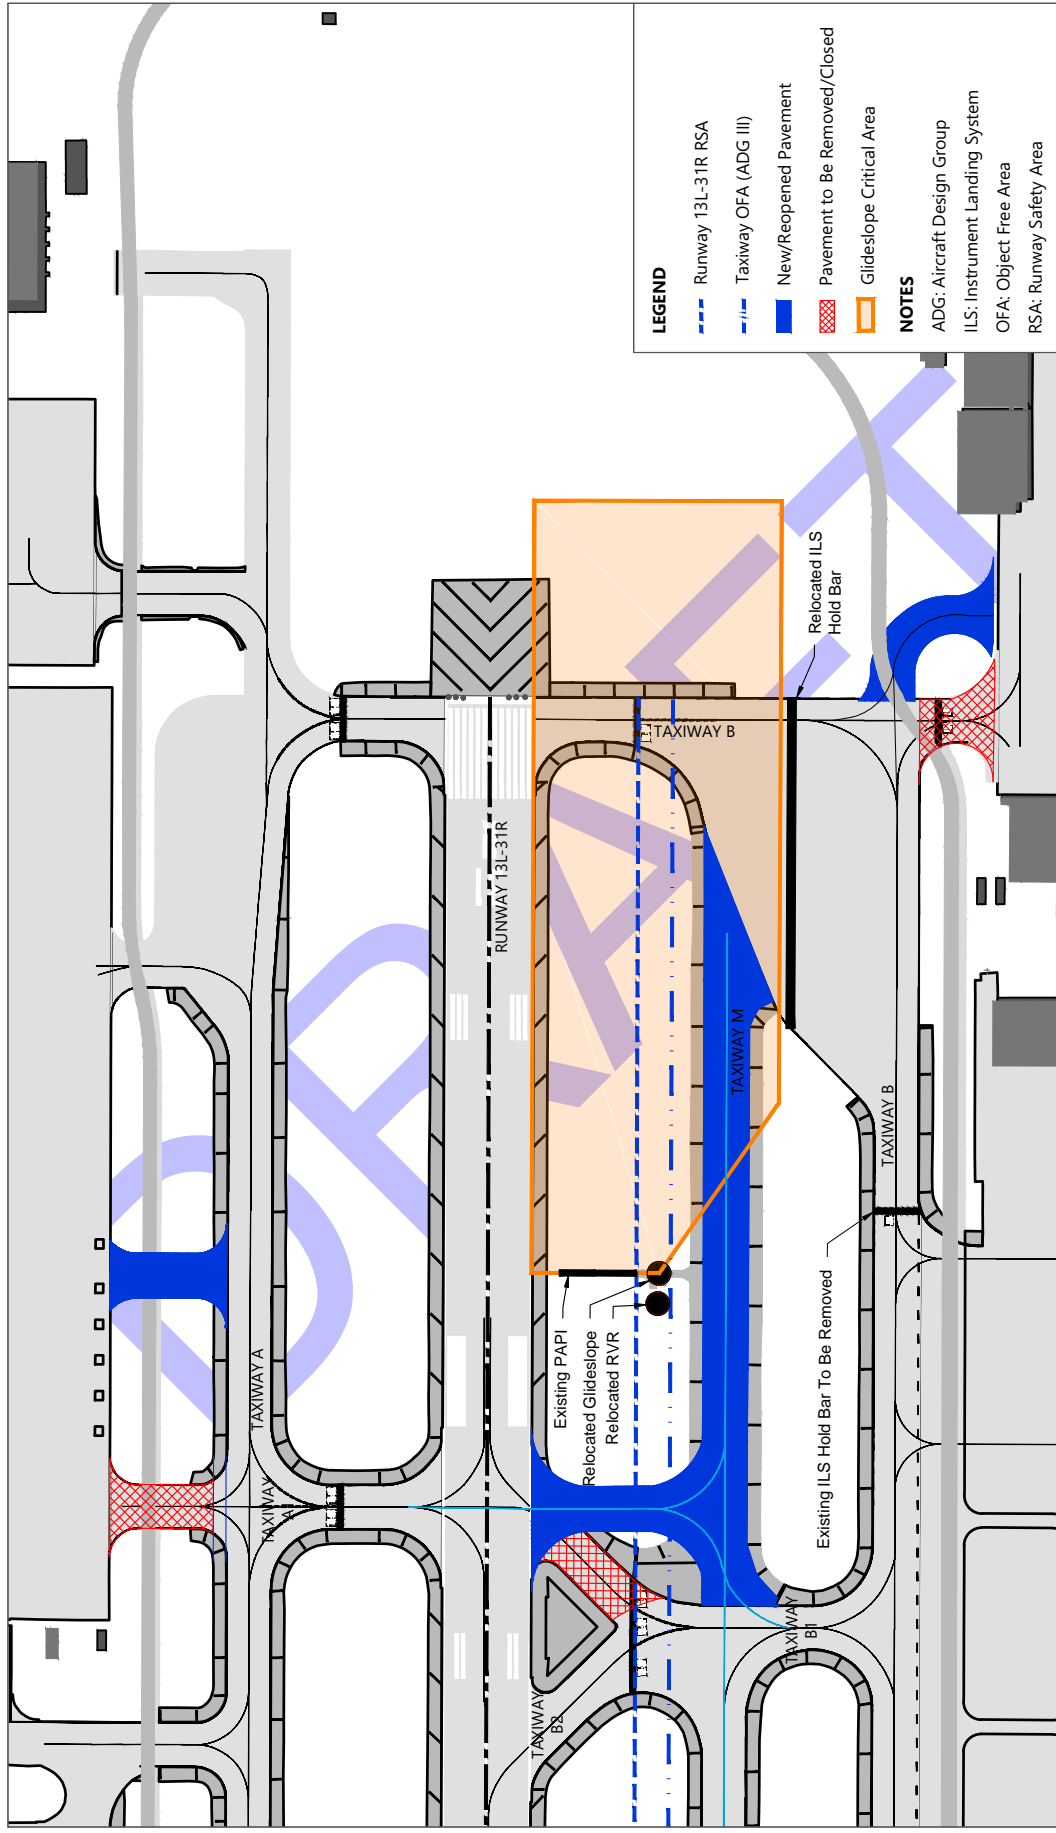 LEGEND
Runway 13L-31R RSA
Taxiway OFA (ADG III)
New/Reopened Pavement
Pavement to Be Removed/Closed
Glideslope Critical Area
NOTES
ADG: Aircraft Design Group
ILS: Instrument Landing System
OFA: Object Free Area
RSA: Runway Safety Area
DRAFT
TAXIWAY A
TAXIWAY
A
RUNWAY 13L-31R
TAXIWAY
B2
Existing PAPI
Relocated Glideslope
Relocated RVR
TAXIWAY B
TAXIWAY M
TAXIWAY
B1
Relocated ILS
Hold Bar
Existing ILS Hold Bar To Be Removed
TAXIWAY B